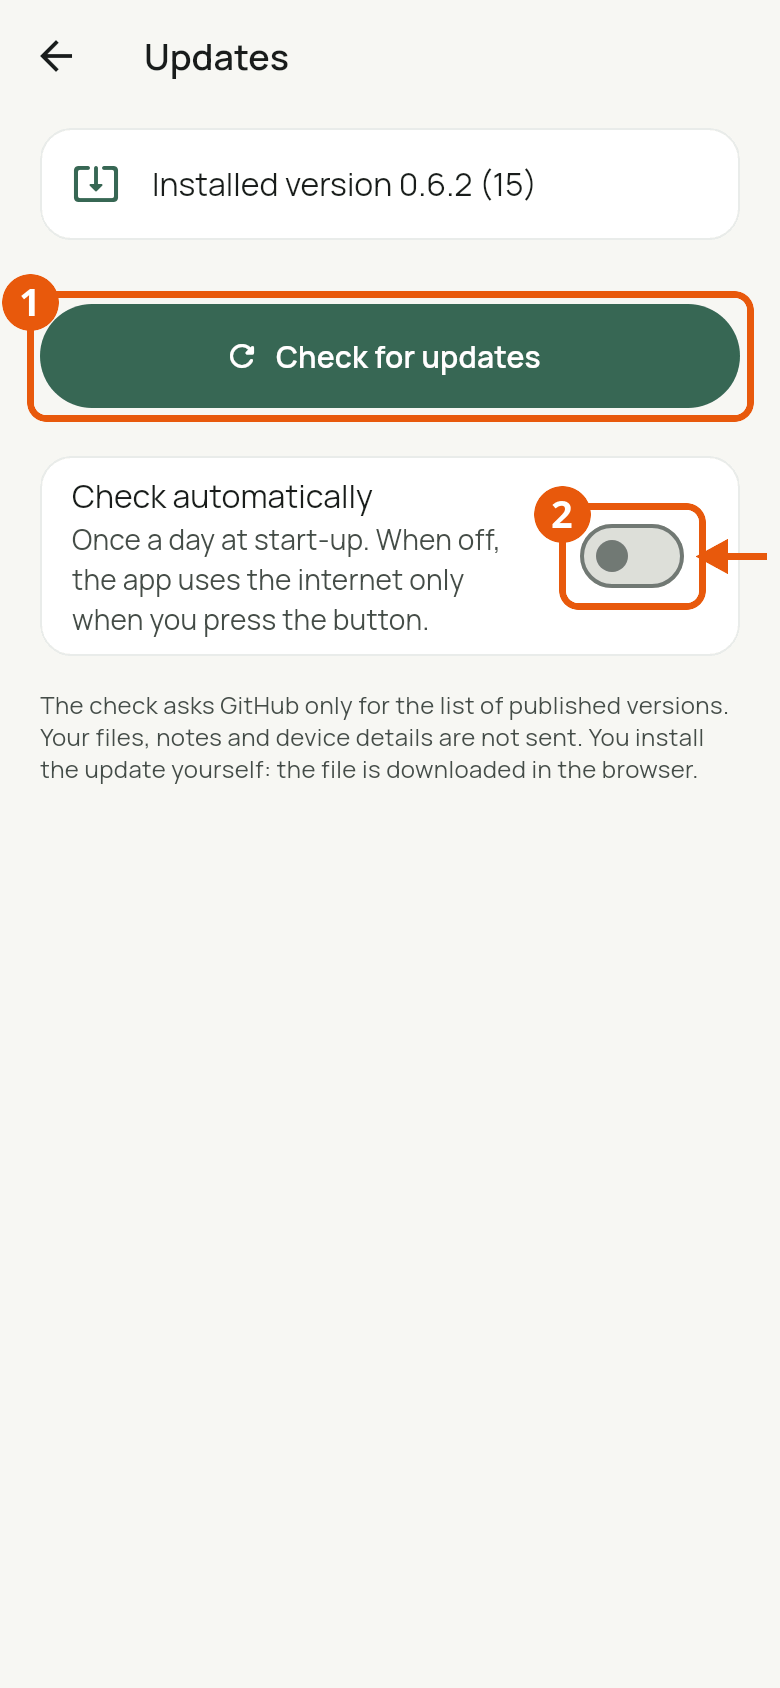 Updates
Installed version 0.6.2 (15)
1
Check for updates
Check automatically
2
Once a day at start-up. When off,
the app uses the internet only
when you press the button.
The check asks GitHub only for the list of published versions.
Your files, notes and device details are not sent. You install
the update yourself: the file is downloaded in the browser.